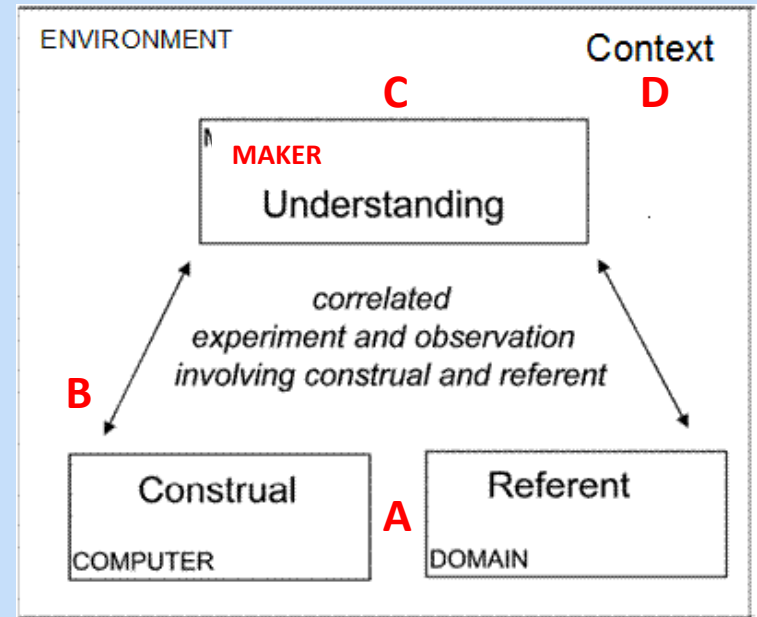 ENVIRONMENT
Context
C
D
MAKER
Understanding
correlated
experiment and observation
involving construal and referent
B
Construal
Referent
A
COMPUTER
DOMAIN